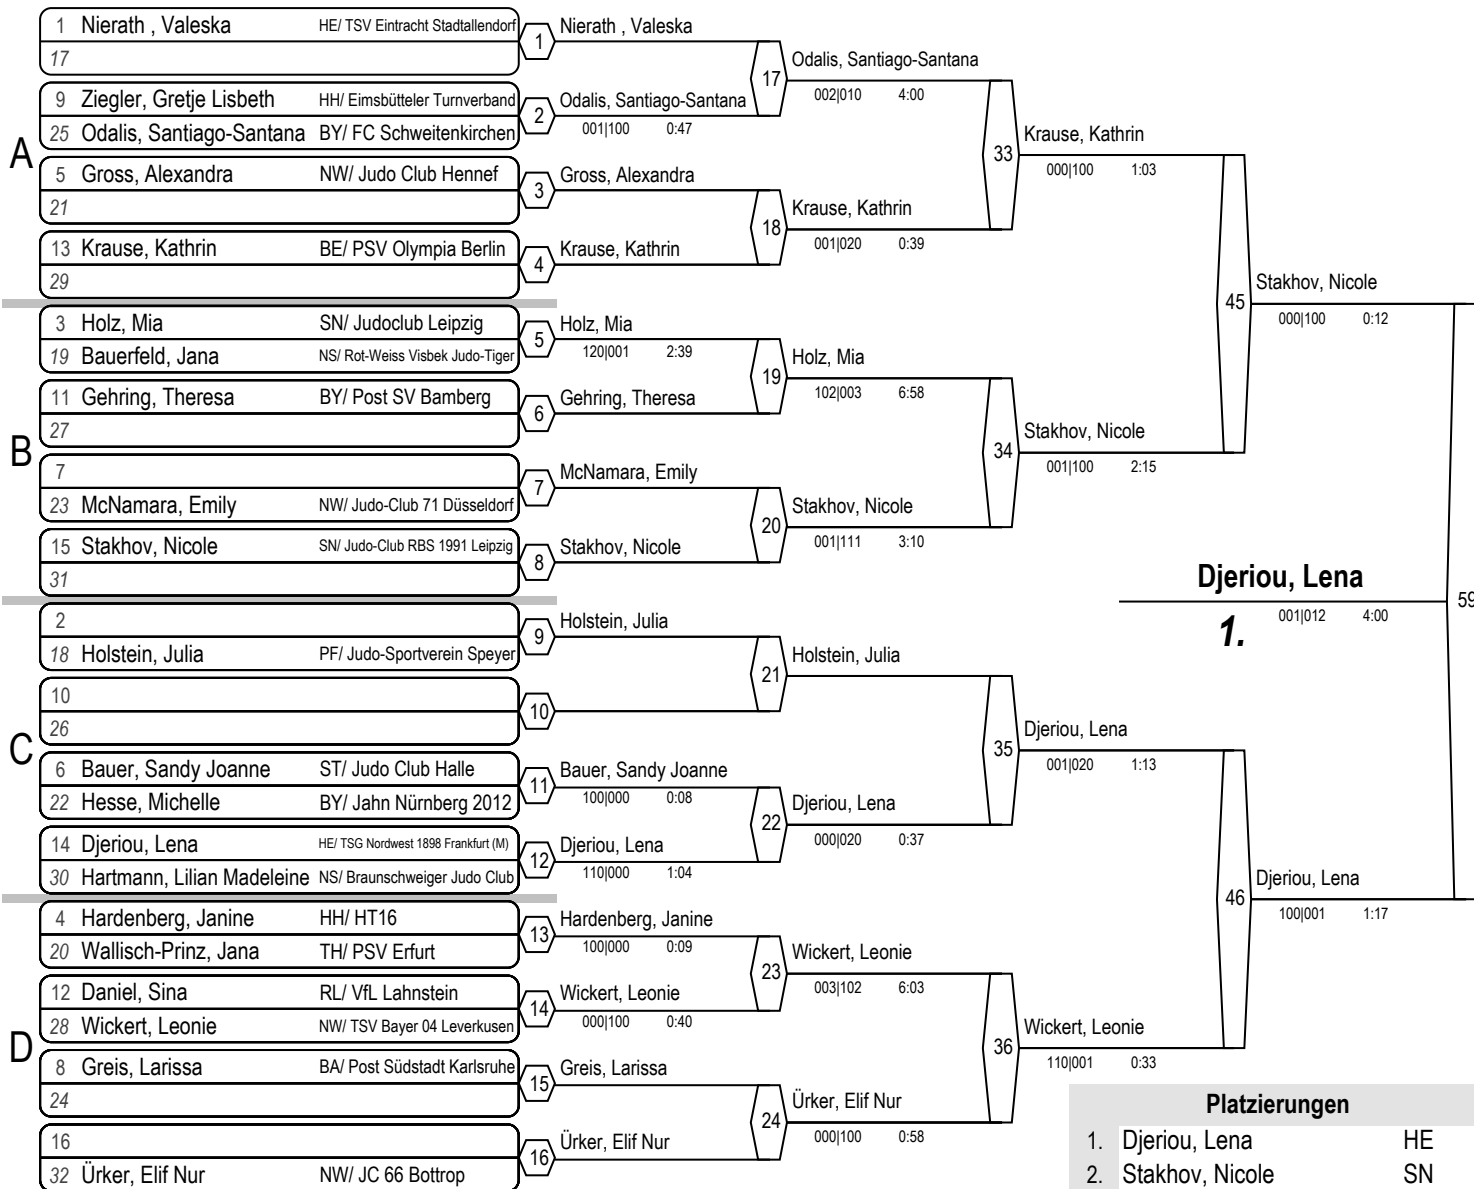 1 Nierath , Valeska HE/ TSV Eintracht Stadtallendorf
17
9 Ziegler, Gretje Lisbeth HH/ Eimsbütteler Turnverband
25 Odalis, Santiago-Santana BY/ FC Schweitenkirchen
A
5 Gross, Alexandra NW/ Judo Club Hennef
21
13 Krause, Kathrin BE/ PSV Olympia Berlin
29
3 Holz, Mia SN/ Judoclub Leipzig
19 Bauerfeld, Jana NS/ Rot-Weiss Visbek Judo-Tiger
11 Gehring, Theresa BY/ Post SV Bamberg
27
B
7
23 McNamara, Emily NW/ Judo-Club 71 Düsseldorf
15 Stakhov, Nicole SN/ Judo-Club RBS 1991 Leipzig
31
2
18 Holstein, Julia PF/ Judo-Sportverein Speyer
10
26
C
6 Bauer, Sandy Joanne ST/ Judo Club Halle
22 Hesse, Michelle BY/ Jahn Nürnberg 2012
14 Djeriou, Lena HE/ TSG Nordwest 1898 Frankfurt (M)
30 Hartmann, Lilian Madeleine NS/ Braunschweiger Judo Club
4 Hardenberg, Janine HH/ HT16
20 Wallisch-Prinz, Jana TH/ PSV Erfurt
12 Daniel, Sina RL/ VfL Lahnstein
28 Wickert, Leonie NW/ TSV Bayer 04 Leverkusen
D
8 Greis, Larissa BA/ Post Südstadt Karlsruhe
24
16
32 Ürker, Elif Nur NW/ JC 66 Bottrop
1 Nierath , Valeska
2 Odalis, Santiago-Santana
001|100 0:47
3 Gross, Alexandra
4 Krause, Kathrin
5 Holz, Mia
120|001 2:39
6 Gehring, Theresa
7 McNamara, Emily
8 Stakhov, Nicole
9 Holstein, Julia
10
11 Bauer, Sandy Joanne
100|000 0:08
12 Djeriou, Lena
110|000 1:04
13 Hardenberg, Janine
100|000 0:09
14 Wickert, Leonie
000|100 0:40
15 Greis, Larissa
16 Ürker, Elif Nur
17 Odalis, Santiago-Santana
002|010 4:00
18 Krause, Kathrin
001|020 0:39
19 Holz, Mia
102|003 6:58
20 Stakhov, Nicole
001|111 3:10
21 Holstein, Julia
22 Djeriou, Lena
000|020 0:37
23 Wickert, Leonie
003|102 6:03
24 Ürker, Elif Nur
000|100 0:58
33 Krause, Kathrin
000|100 1:03
34 Stakhov, Nicole
001|100 2:15
35 Djeriou, Lena
001|020 1:13
36 Wickert, Leonie
110|001 0:33
45 Stakhov, Nicole
000|100 0:12
46 Djeriou, Lena
100|001 1:17
59
Djeriou, Lena
1. 001|012 4:00
Platzierungen
1. Djeriou, Lena HE
2. Stakhov, Nicole SN